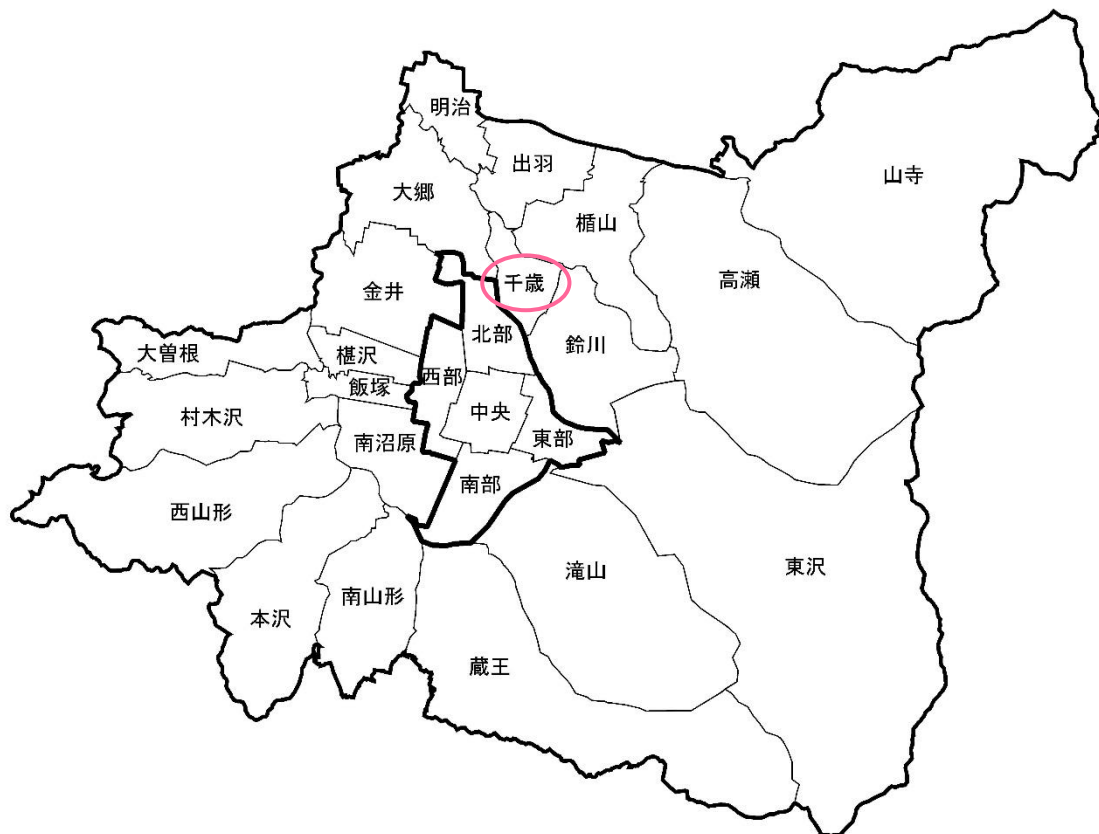 明治
出羽
山寺
大郷
楯山
高瀬
千歳
金井
北部
鈴川
大曽根
椹沢
西部
飯塚
村木沢
中央
南沼原
東部
南部
西山形
滝山
東沢
南山形
本沢
蔵王